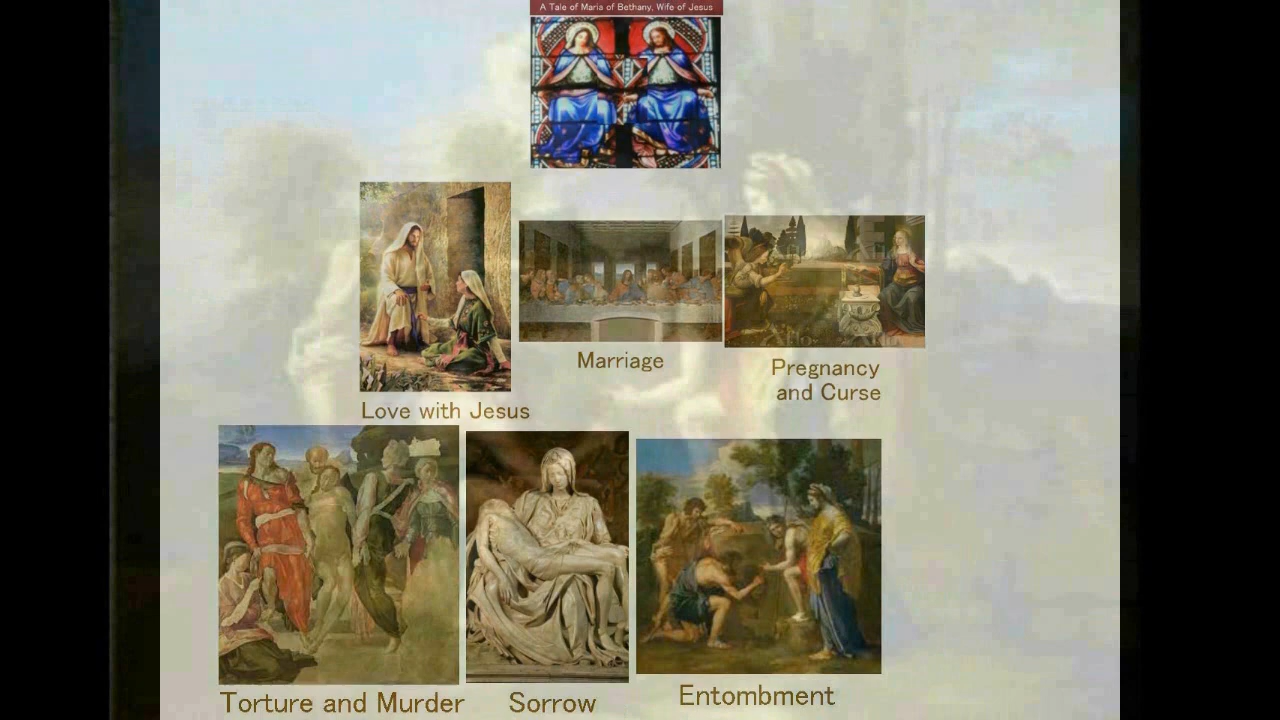 A Tale of Maria of Bethany, Wife of Jesus
Marriage
Pregnancy
and Curse
Love with Jesus
Torture and Murder
Sorrow
Entombment